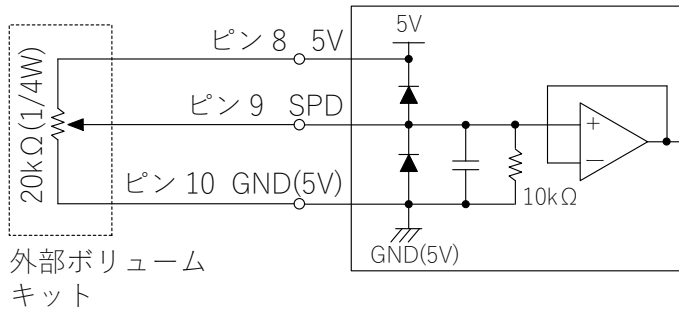 ピン 8 5V
5V
20kΩ(1/4W)
ピン 9 SPD
+
−
ピン 10 GND(5V)
10kΩ
GND(5V)
外部ボリューム
キット